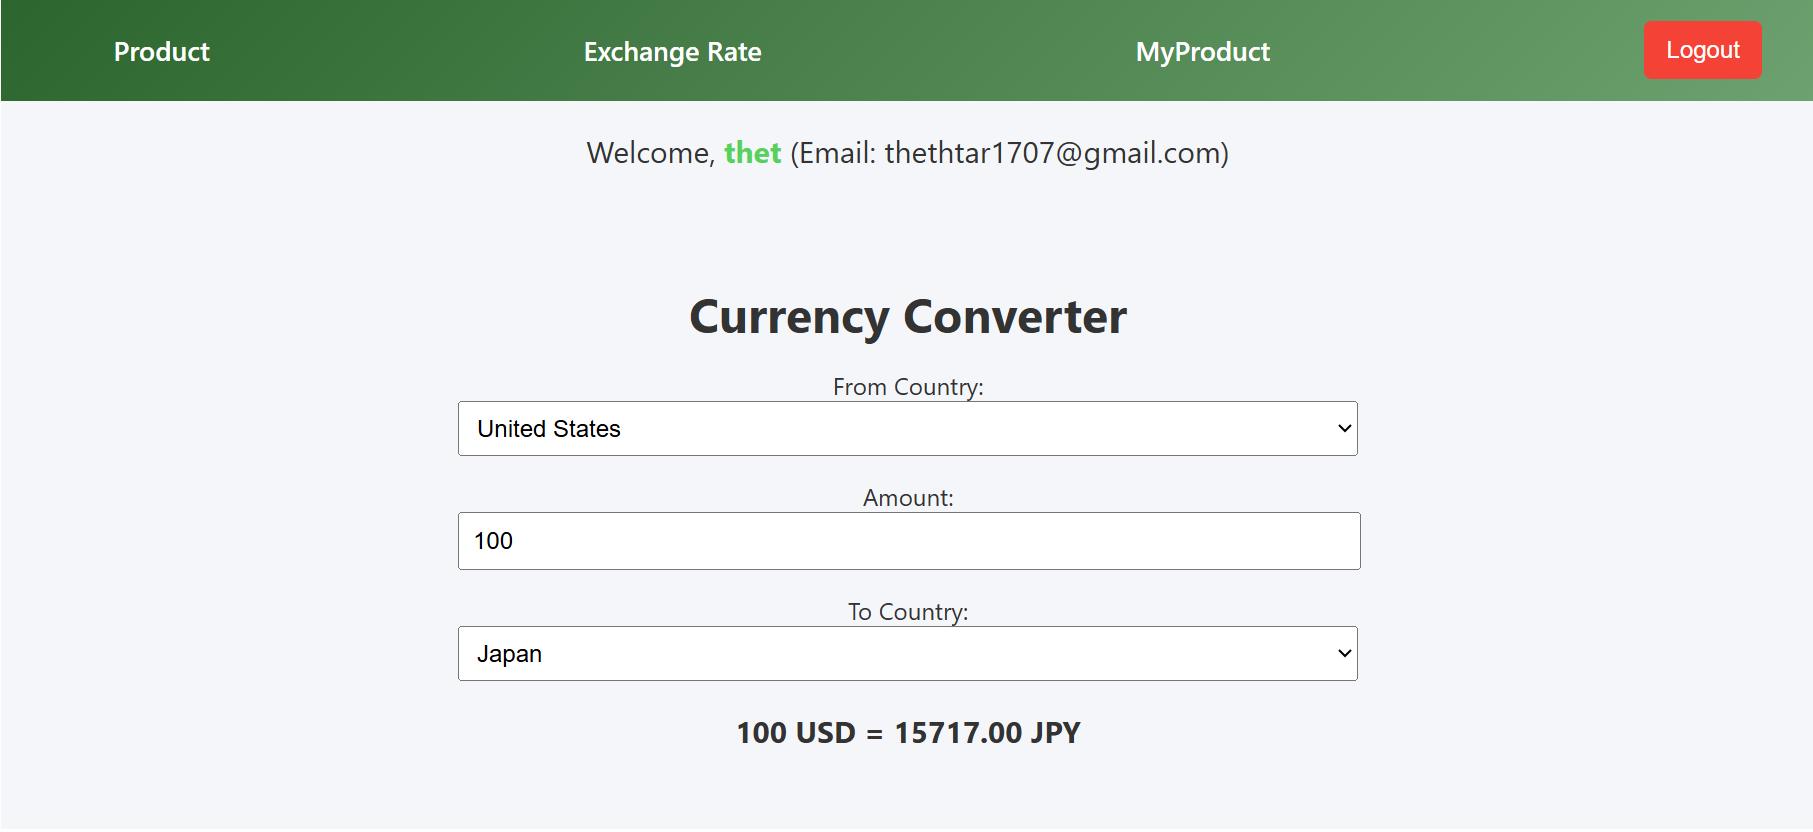 Product Exchange Rate MyProduct Logout
Welcome, thet (Email: thethtar1707@gmail.com)
Currency Converter
From Country:
United States
Amount:
100
To Country:
Japan
100 USD = 15717.00 JPY